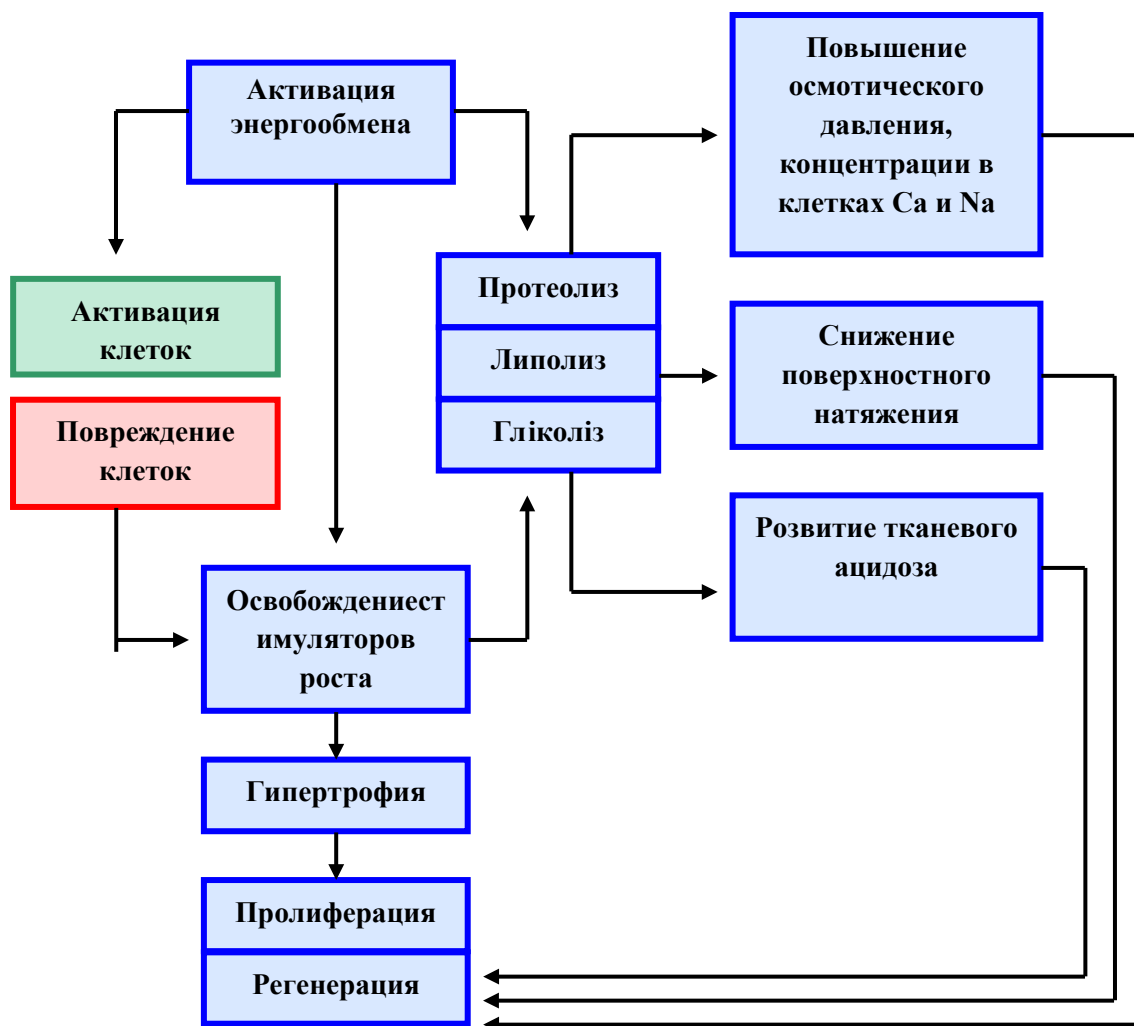 Активация
энергообмена
Повышение
осмотического
давления,
концентрации в
клетках Са и Na
Активация
клеток
Протеолиз
Липолиз
Гліколіз
Снижение
поверхностного
натяжения
Повреждение
клеток
Розвитие тканевого
ацидоза
Освобождениест
имуляторов
роста
Гипертрофия
Пролиферация
Регенерация